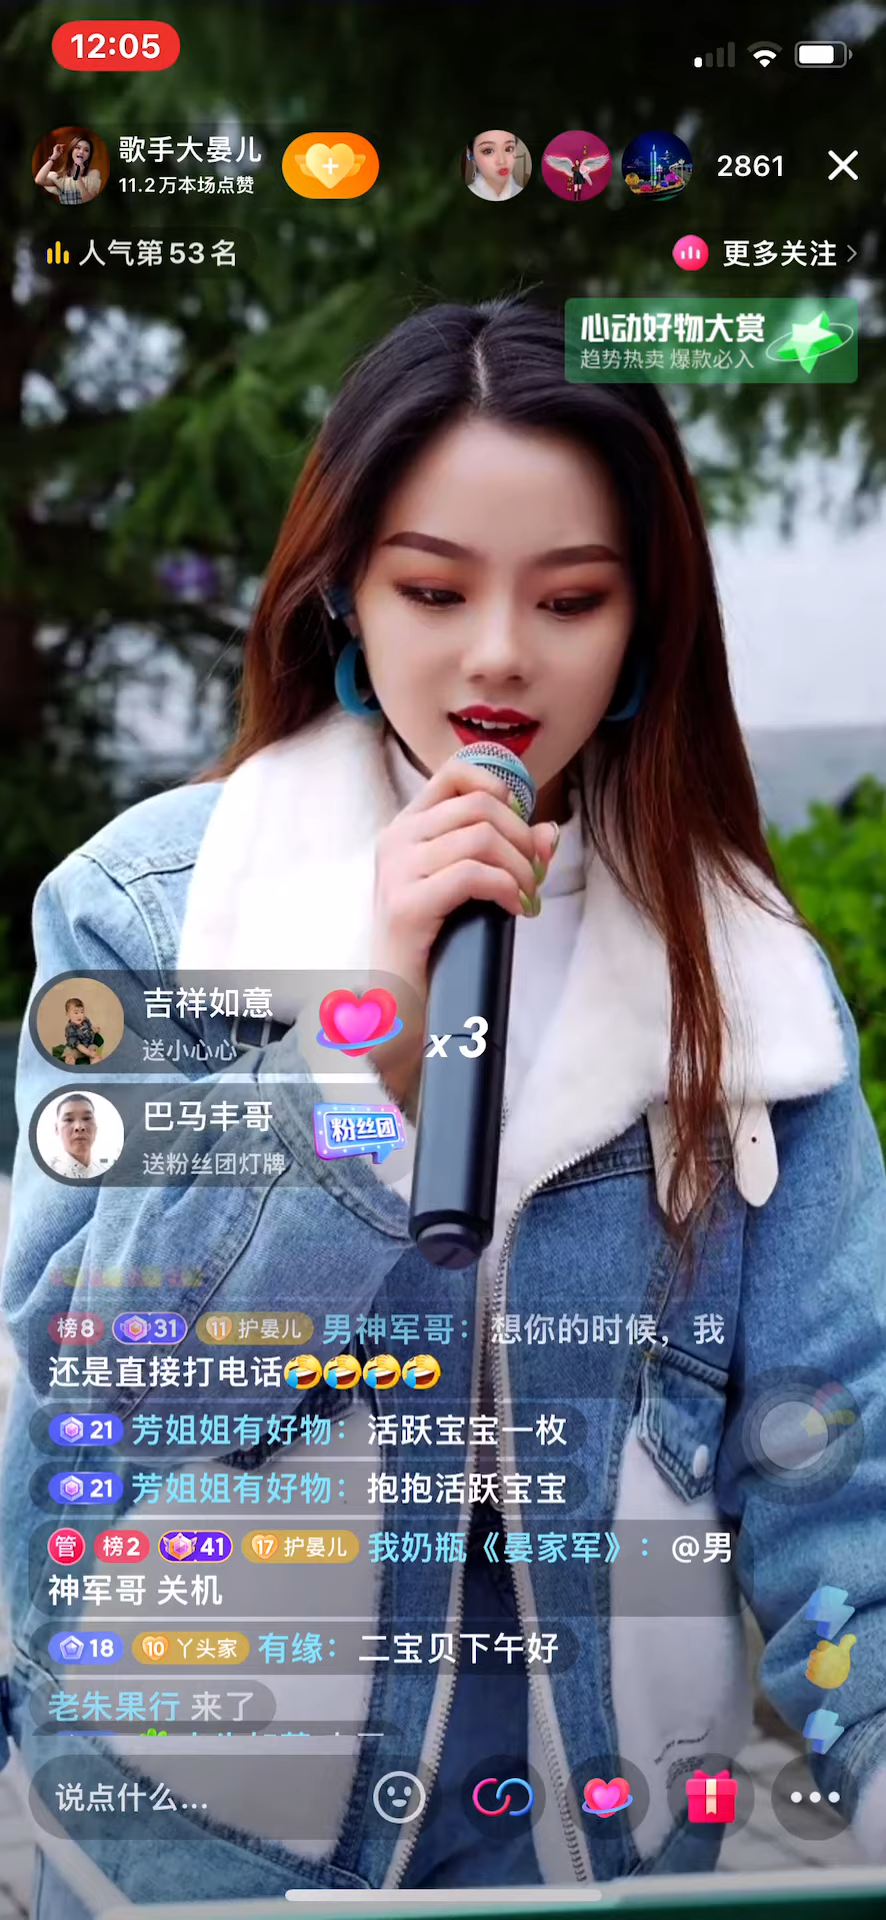 12:05
歌手大晏儿
11.2万本场点赞
2861
人气第53名
更多关注
心动好物大赏
趋势热卖 爆款必入
吉祥如意
送小心心
x3
巴马丰哥
送粉丝团灯牌
粉丝团
榜8 31 11 护晏儿 男神军哥：想你的时候，我
还是直接打电话🤣🤣🤣🤣
21 芳姐姐有好物：活跃宝宝一枚
21 芳姐姐有好物：抱抱活跃宝宝
管 榜2 41 17 护晏儿 我奶瓶《晏家军》：@男
神军哥 关机
18 10 丫头家 有缘：二宝贝下午好
老朱果行 来了
说点什么...